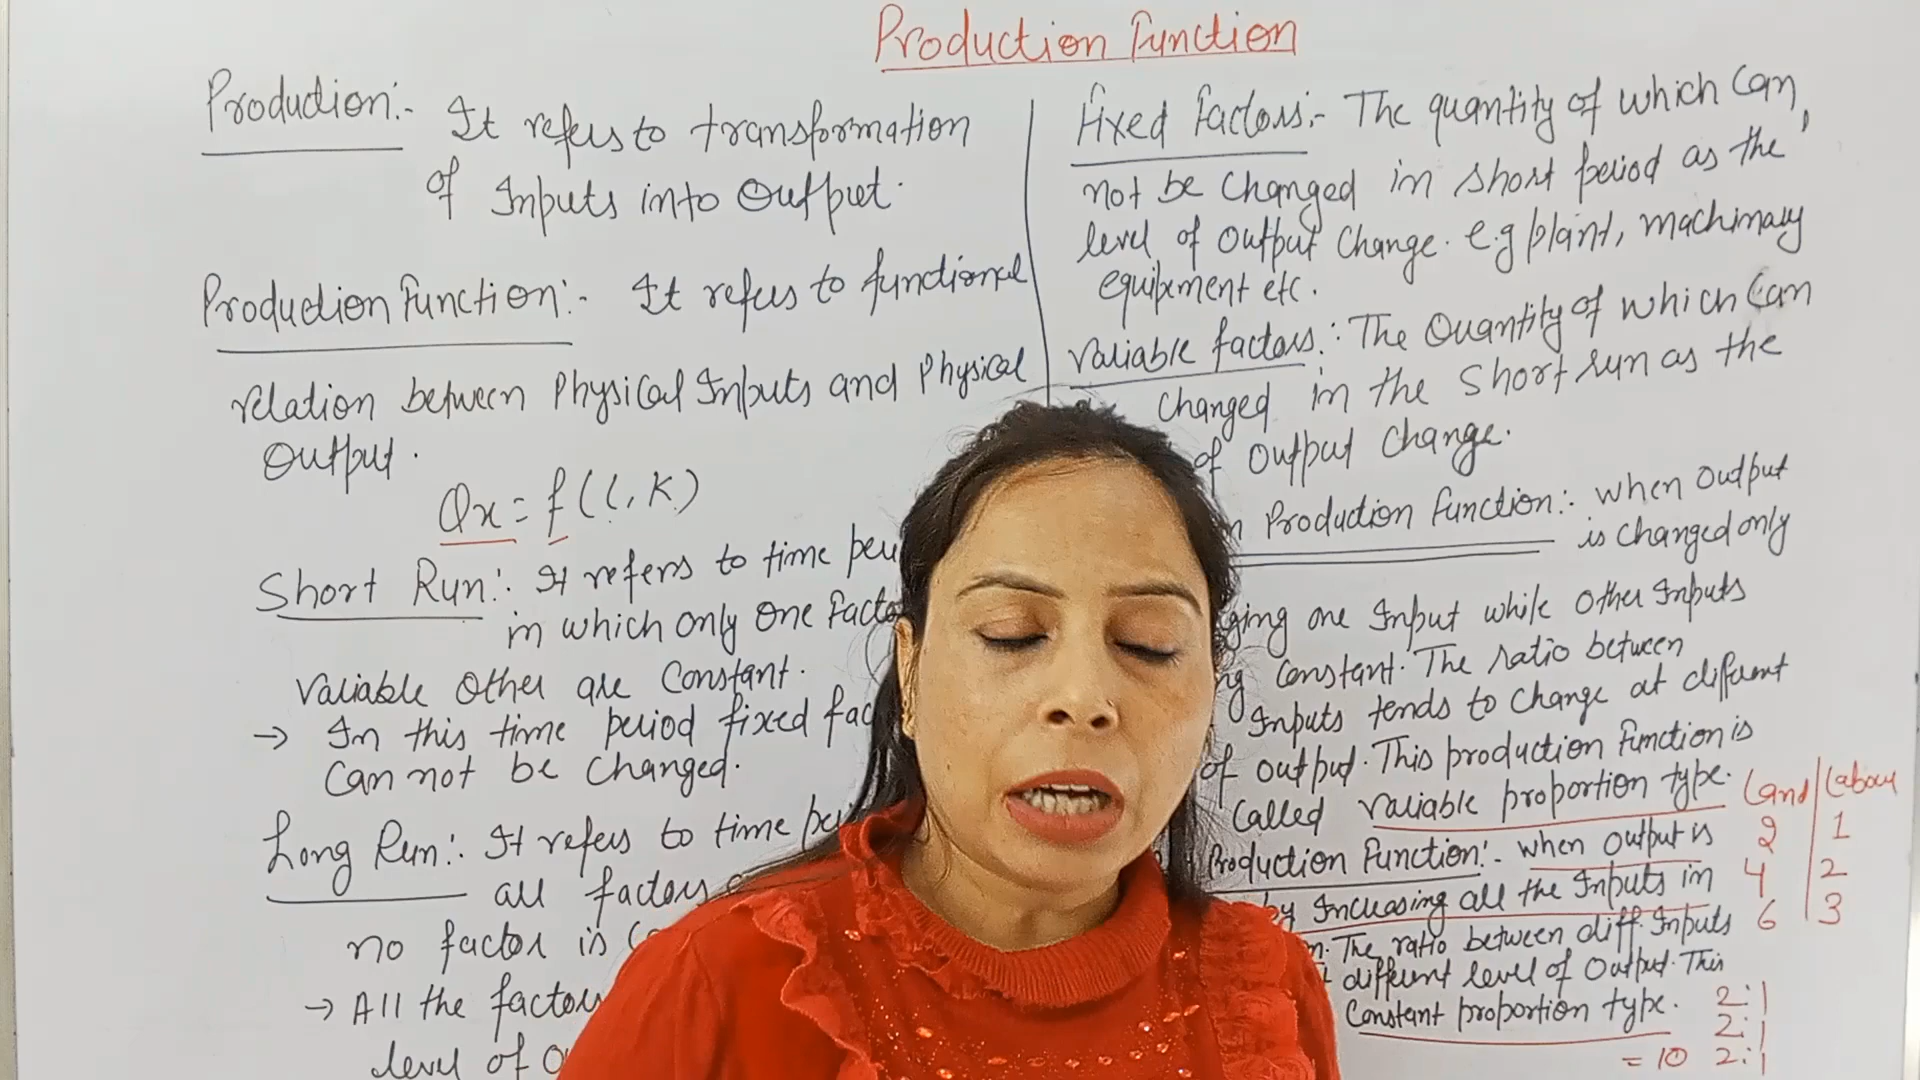 Production Function
Production:- It refers to transformation
of Inputs into Output.
Production Function:- It refers to functional
relation between Physical Inputs and Physical
Output.
Qx = f(L, K)
Short Run:- It refers to time
in which only One
Variable Other are Constant.
→ In this time period fixed
Can not be Changed.
Long Run:- It refers to time
all factors
no factor is
→ All the factors
level of
Fixed Factors:- The quantity of which Can
not be Changed in short period as the
level of Output Change. e.g plant, machinary
equipment etc.
Variable factors:- The Quantity of which Can
Changed in the Short run as the
of Output Change.
Production Function:- when Output
is Changed only
one Input while Other Inputs
Constant. The ratio between
Inputs tends to Change at different
of output. This production Function is
Called Variable proportion type.
Production Function:- when Output is
by Increasing all the Inputs in
The ratio between diff. Inputs
different level of Output. This
Constant proportion type.
Land | Labour
2 | 1
4 | 2
6 | 3
2:1
2:1
= 10 2:1